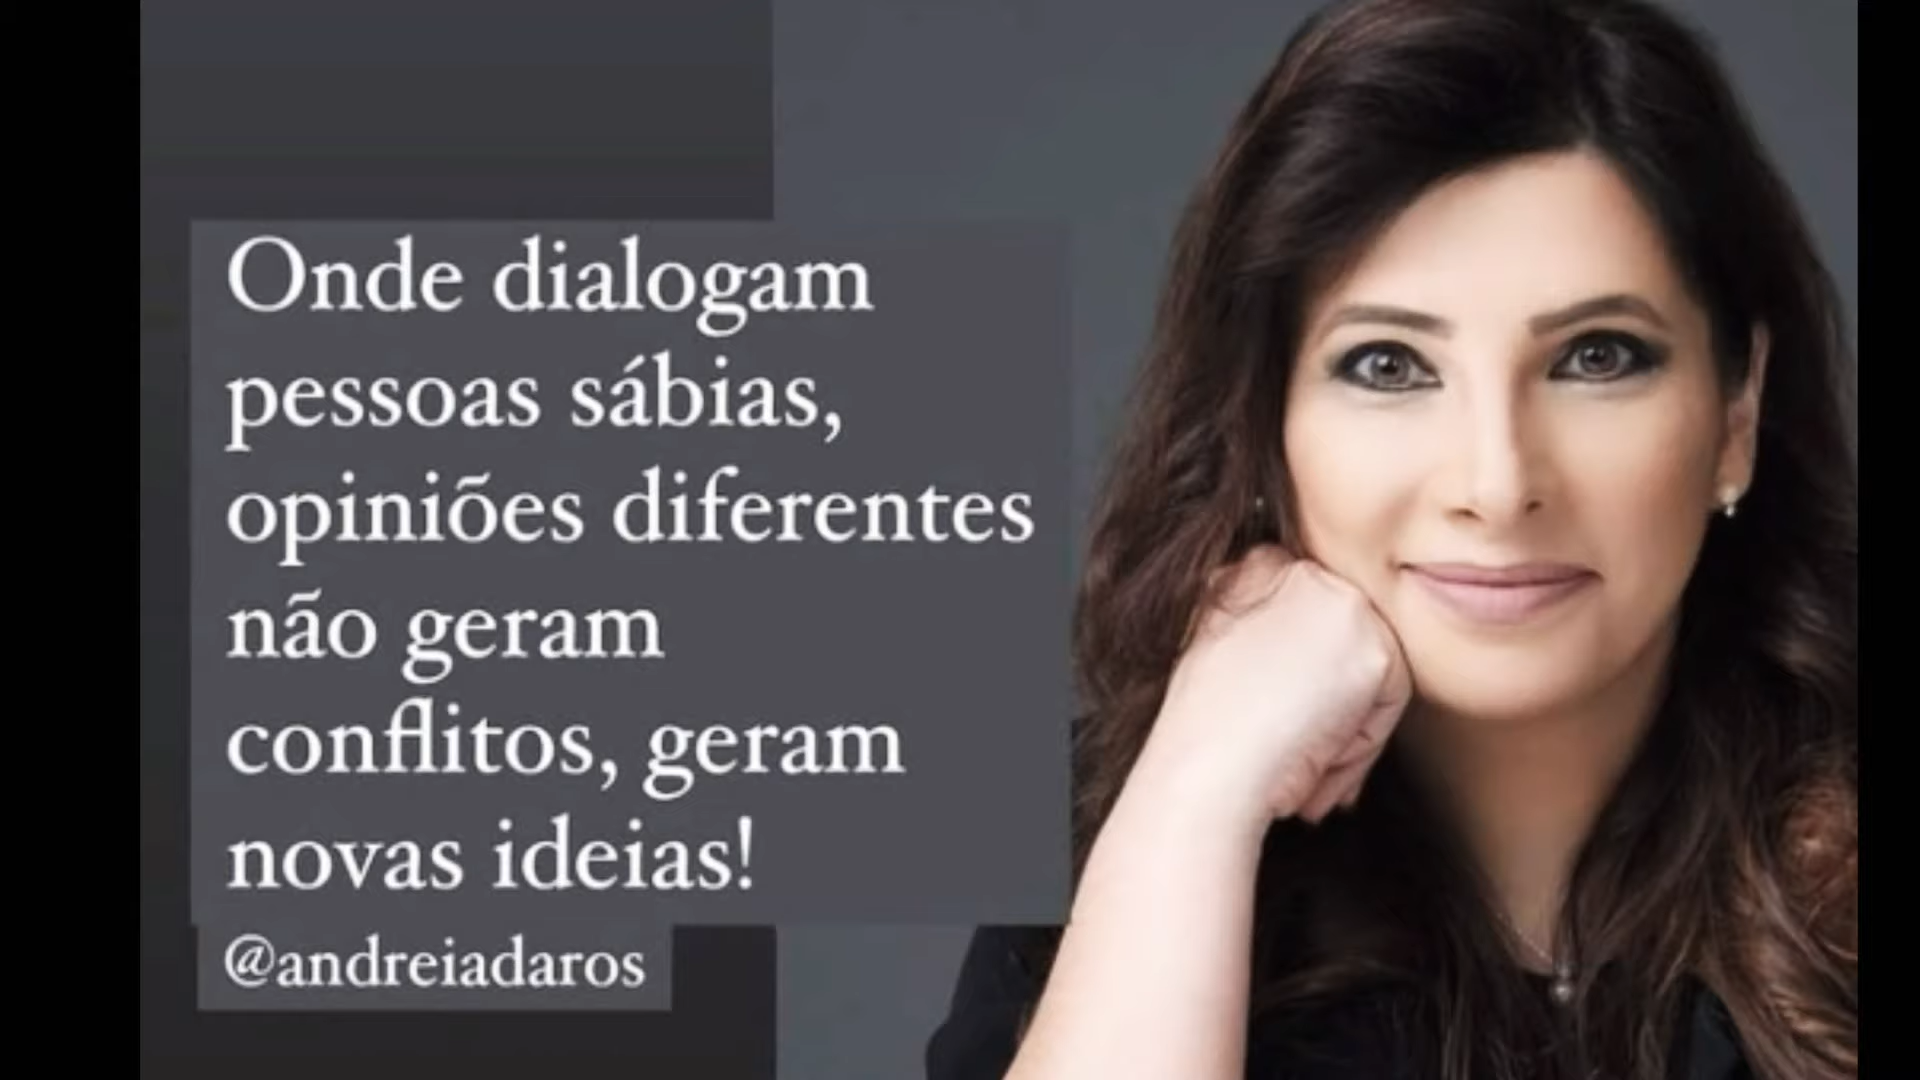 Onde dialogam
pessoas sábias,
opiniões diferentes
não geram
conflitos, geram
novas ideias!
@andreiadaros